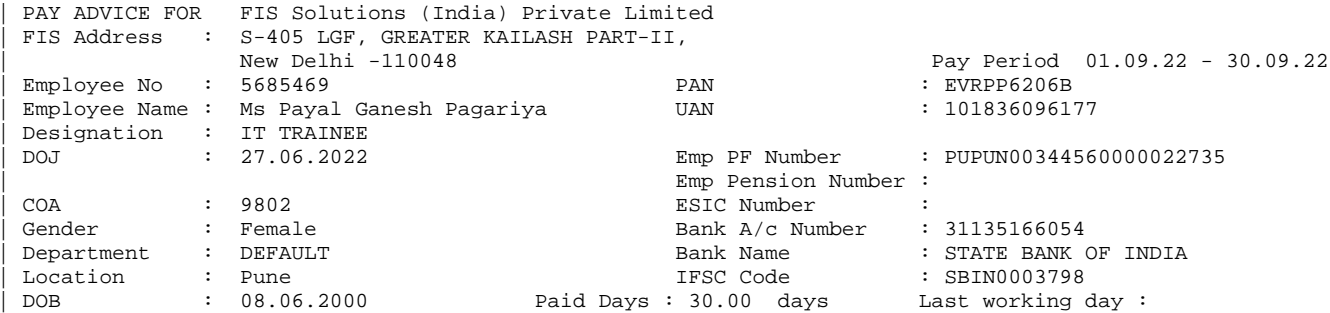 | PAY ADVICE FOR FIS Solutions (India) Private Limited
| FIS Address : S-405 LGF, GREATER KAILASH PART-II,
| New Delhi -110048 Pay Period 01.09.22 - 30.09.22
| Employee No : 5685469 PAN : EVRPP6206B
| Employee Name : Ms Payal Ganesh Pagariya UAN : 101836096177
| Designation : IT TRAINEE
| DOJ : 27.06.2022 Emp PF Number : PUPUN00344560000022735
| Emp Pension Number :
| COA : 9802 ESIC Number :
| Gender : Female Bank A/c Number : 31135166054
| Department : DEFAULT Bank Name : STATE BANK OF INDIA
| Location : Pune IFSC Code : SBIN0003798
| DOB : 08.06.2000 Paid Days : 30.00 days Last working day :